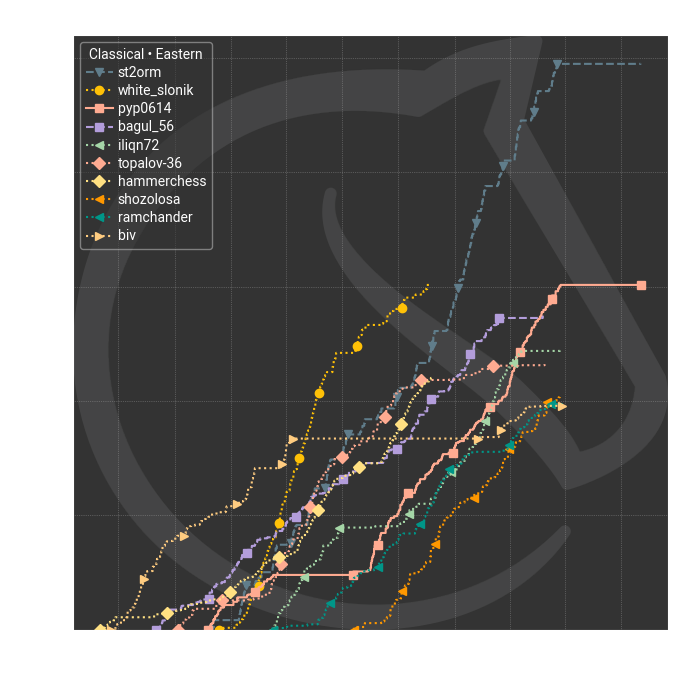 Classical • Eastern
st2orm
white_slonik
pyp0614
bagul_56
iliqn72
topalov-36
hammerchess
shozolosa
ramchander
biv